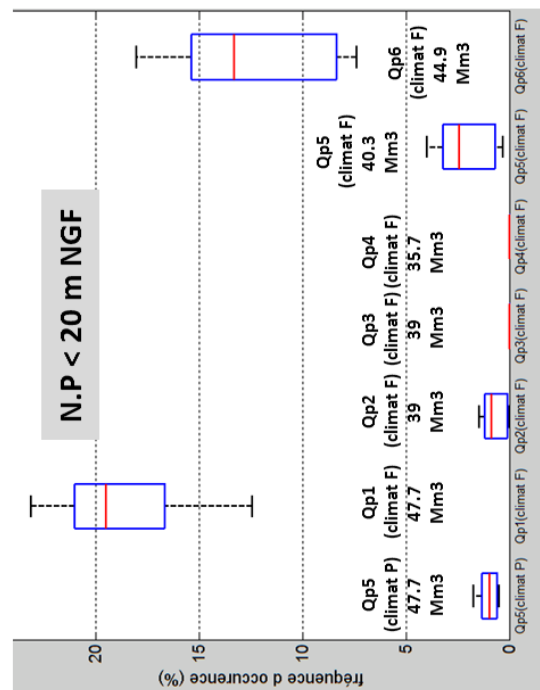 N.P < 20 m NGF
fréquence d occurence (%)
20
15
10
5
0
Qp5
(climat P)
47.7
Mm3
Qp1
(climat F)
47.7
Mm3
Qp2
(climat F)
39
Mm3
Qp3
(climat F)
39
Mm3
Qp4
(climat F)
35.7
Mm3
Qp5
(climat F)
40.3
Mm3
Qp6
(climat F)
44.9
Mm3
Qp5(climat P)
Qp1(climat F)
Qp2(climat F)
Qp3(climat F)
Qp4(climat F)
Qp5(climat F)
Qp6(climat F)